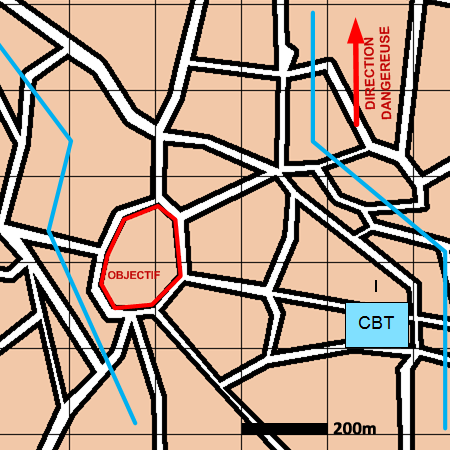 DIRECTION
DANGEREUSE
OBJECTIF
I
CBT
200m